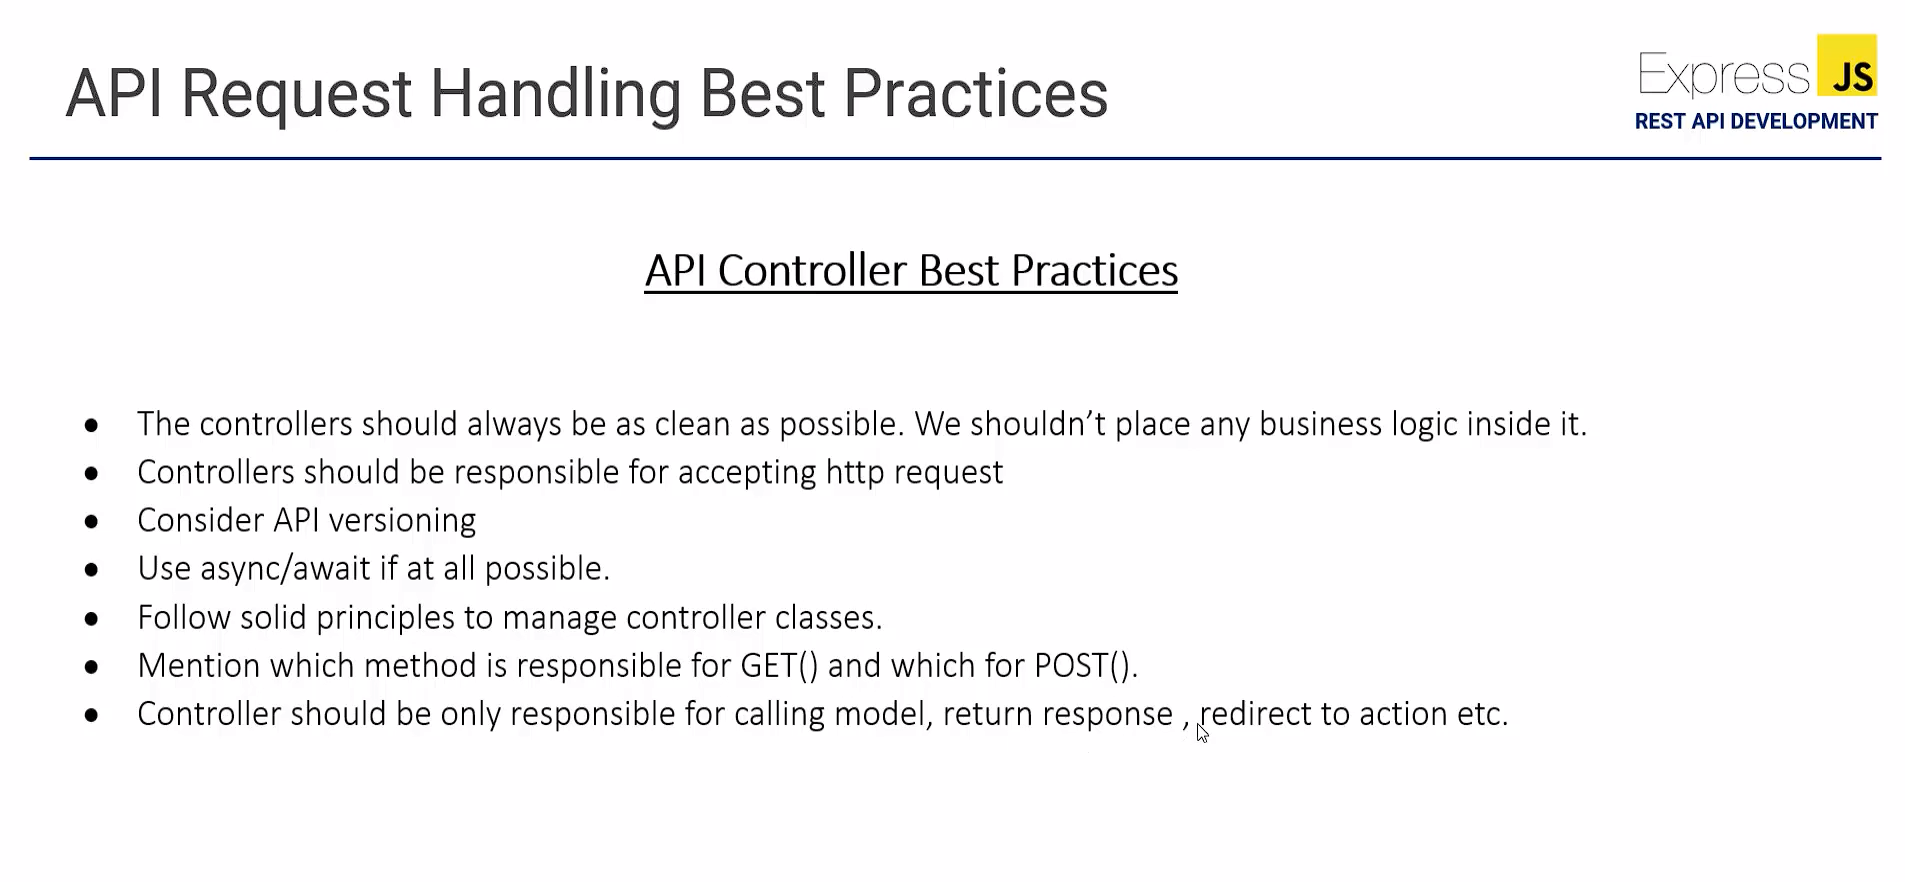 API Request Handling Best Practices
Express JS
REST API DEVELOPMENT
API Controller Best Practices
• The controllers should always be as clean as possible. We shouldn’t place any business logic inside it.
• Controllers should be responsible for accepting http request
• Consider API versioning
• Use async/await if at all possible.
• Follow solid principles to manage controller classes.
• Mention which method is responsible for GET() and which for POST().
• Controller should be only responsible for calling model, return response , redirect to action etc.